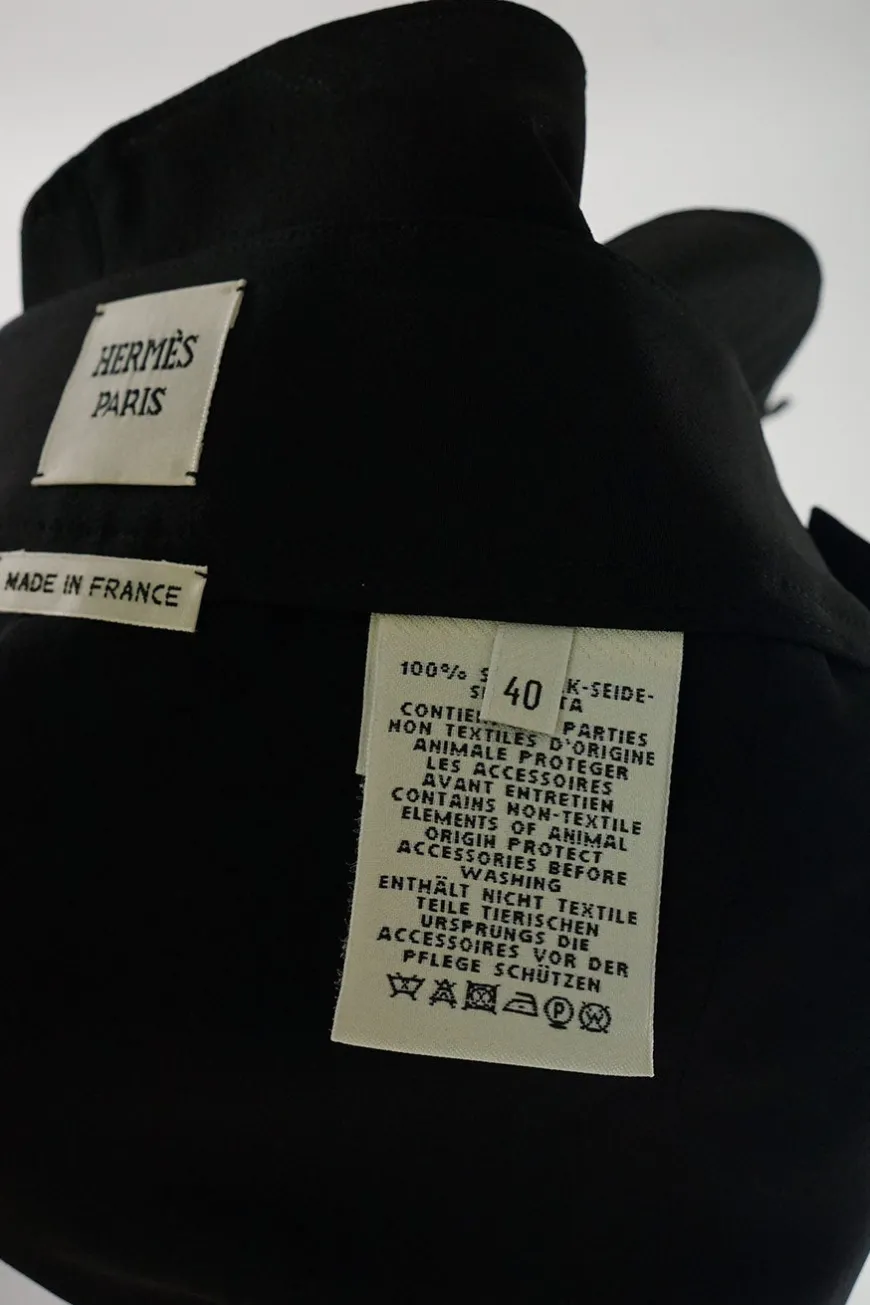 HERMÈS
PARIS
MADE IN FRANCE
40
100% K-SEIDE-
CONTIE PARTIES
NON TEXTILES D'ORIGINE
ANIMALE PROTEGER
LES ACCESSOIRES
AVANT ENTRETIEN
CONTAINS NON-TEXTILE
ELEMENTS OF ANIMAL
ORIGIN PROTECT
ACCESSORIES BEFORE
WASHING
ENTHÄLT NICHT TEXTILE
TEILE TIERISCHEN
URSPRUNGS DIE
ACCESSOIRES VOR DER
PFLEGE SCHÜTZEN
P W